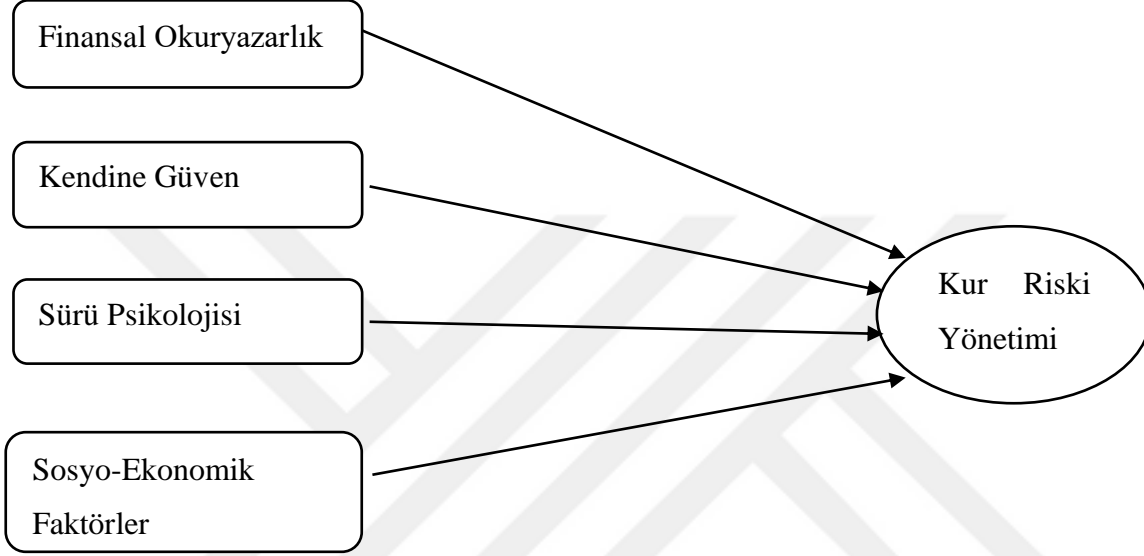 Finansal Okuryazarlık
Kendine Güven
Sürü Psikolojisi
Sosyo-Ekonomik
Faktörler
Kur Riski
Yönetimi